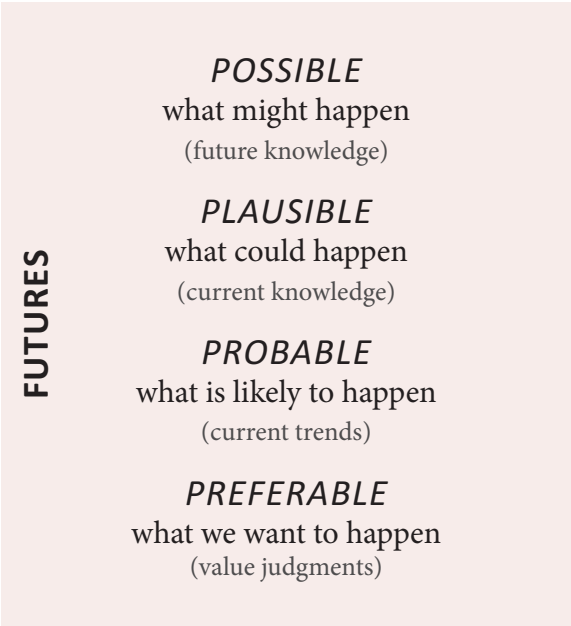 FUTURES
POSSIBLE
what might happen
(future knowledge)
PLAUSIBLE
what could happen
(current knowledge)
PROBABLE
what is likely to happen
(current trends)
PREFERABLE
what we want to happen
(value judgments)